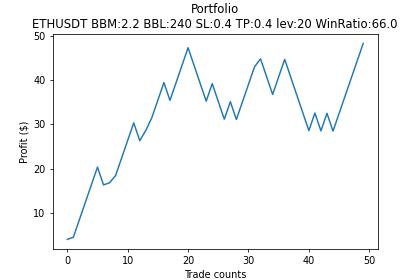 Portfolio
ETHUSDT BBM:2.2 BBL:240 SL:0.4 TP:0.4 lev:20 WinRatio:66.0
50
40
30
20
10
Profit ($)
0 10 20 30 40 50
Trade counts